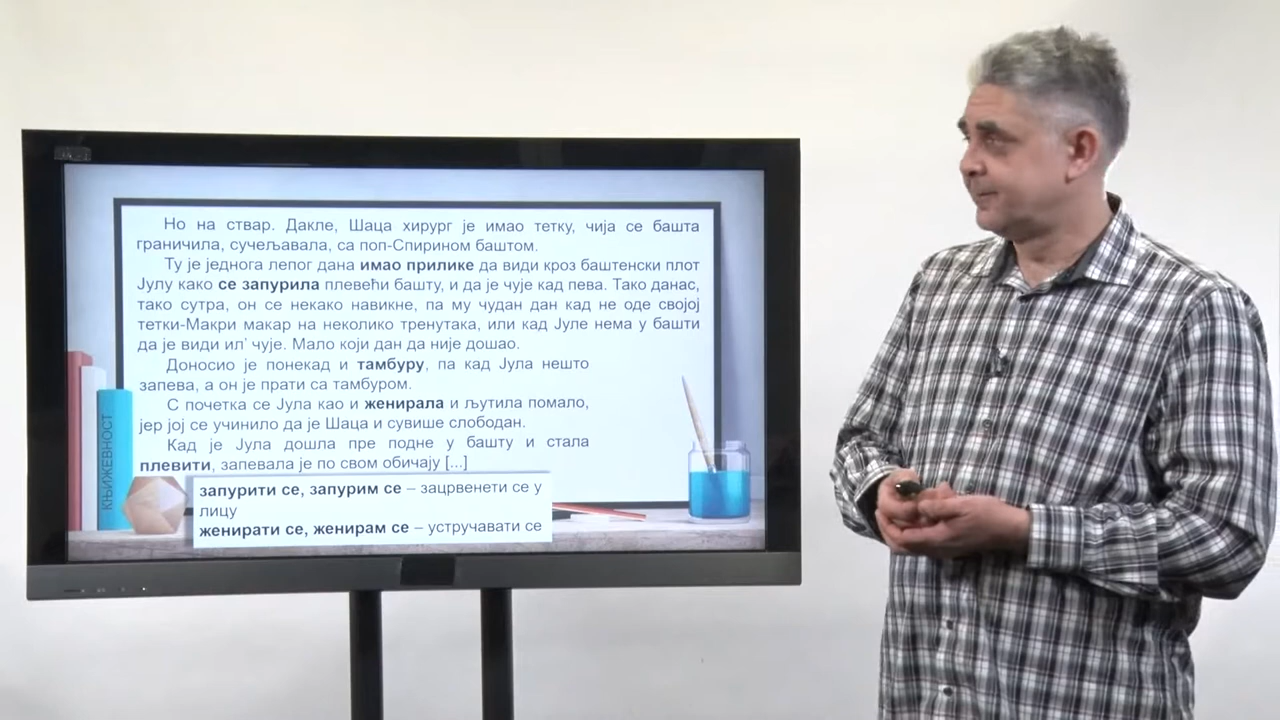 Но на ствар. Дакле, Шаца хирург је имао тетку, чија се башта
граничила, сучељавала, са поп-Спирином баштом.
Ту је једнога лепог дана имао прилике да види кроз баштенски плот
Јулу како се запурила плевећи башту, и да је чује кад пева. Тако данас,
тако сутра, он се некако навикне, па му чудан дан кад не оде својој
тетки-Макри макар на неколико тренутака, или кад Јуле нема у башти
да је види ил’ чује. Мало који дан да није дошао.
Доносио је понекад и тамбуру, па кад Јула нешто
запева, а он је прати са тамбуром.
С почетка се Јула као и женирала и љутила помало,
јер јој се учинило да је Шаца и сувише слободан.
Кад је Јула дошла пре подне у башту и стала
плевити, запевала је по свом обичају [...]
запурити се, запурим се – зацрвенети се у
лицу
женирати се, женирам се – устручавати се
КЊИЖЕВНОСТ